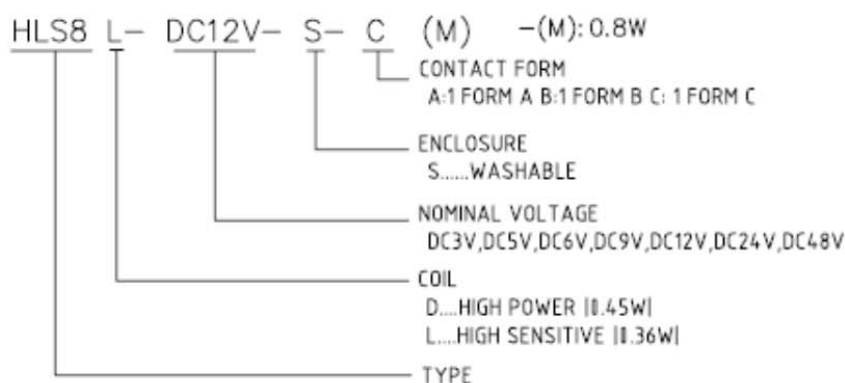 HLS8 L- DC12V- S- C (M) -(M): 0.8W
CONTACT FORM
A:1 FORM A B:1 FORM B C: 1 FORM C
ENCLOSURE
S.....WASHABLE
NOMINAL VOLTAGE
DC3V,DC5V,DC6V,DC9V,DC12V,DC24V,DC48V
COIL
D....HIGH POWER |0.45W|
L....HIGH SENSITIVE |0.36W|
TYPE